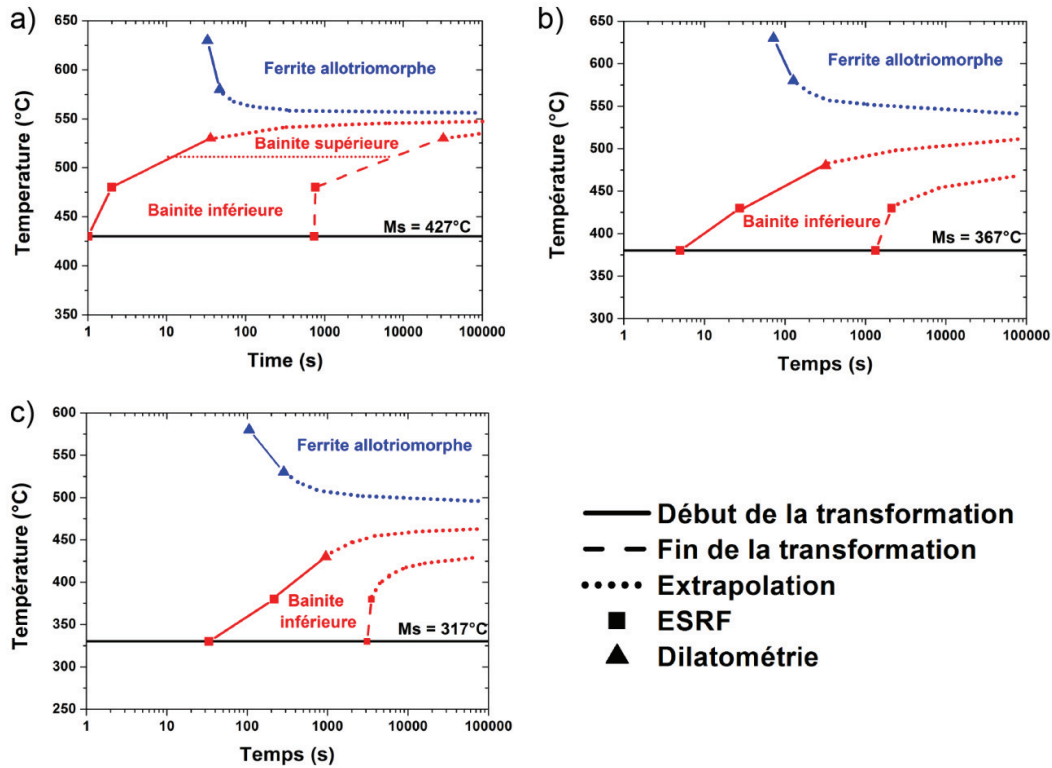 a)
650
600
550
500
450
400
350
Temperature (°C)
Ferrite allotriomorphe
Bainite supérieure
Bainite inférieure
Ms = 427°C
1 10 100 1000 10000 100000
Time (s)
b)
650
600
550
500
450
400
350
300
Température (°C)
Ferrite allotriomorphe
Bainite inférieure
Ms = 367°C
1 10 100 1000 10000 100000
Temps (s)
c)
600
550
500
450
400
350
300
250
Température (°C)
Ferrite allotriomorphe
Bainite
inférieure
Ms = 317°C
1 10 100 1000 10000 100000
Temps (s)
Début de la transformation
Fin de la transformation
Extrapolation
ESRF
Dilatométrie